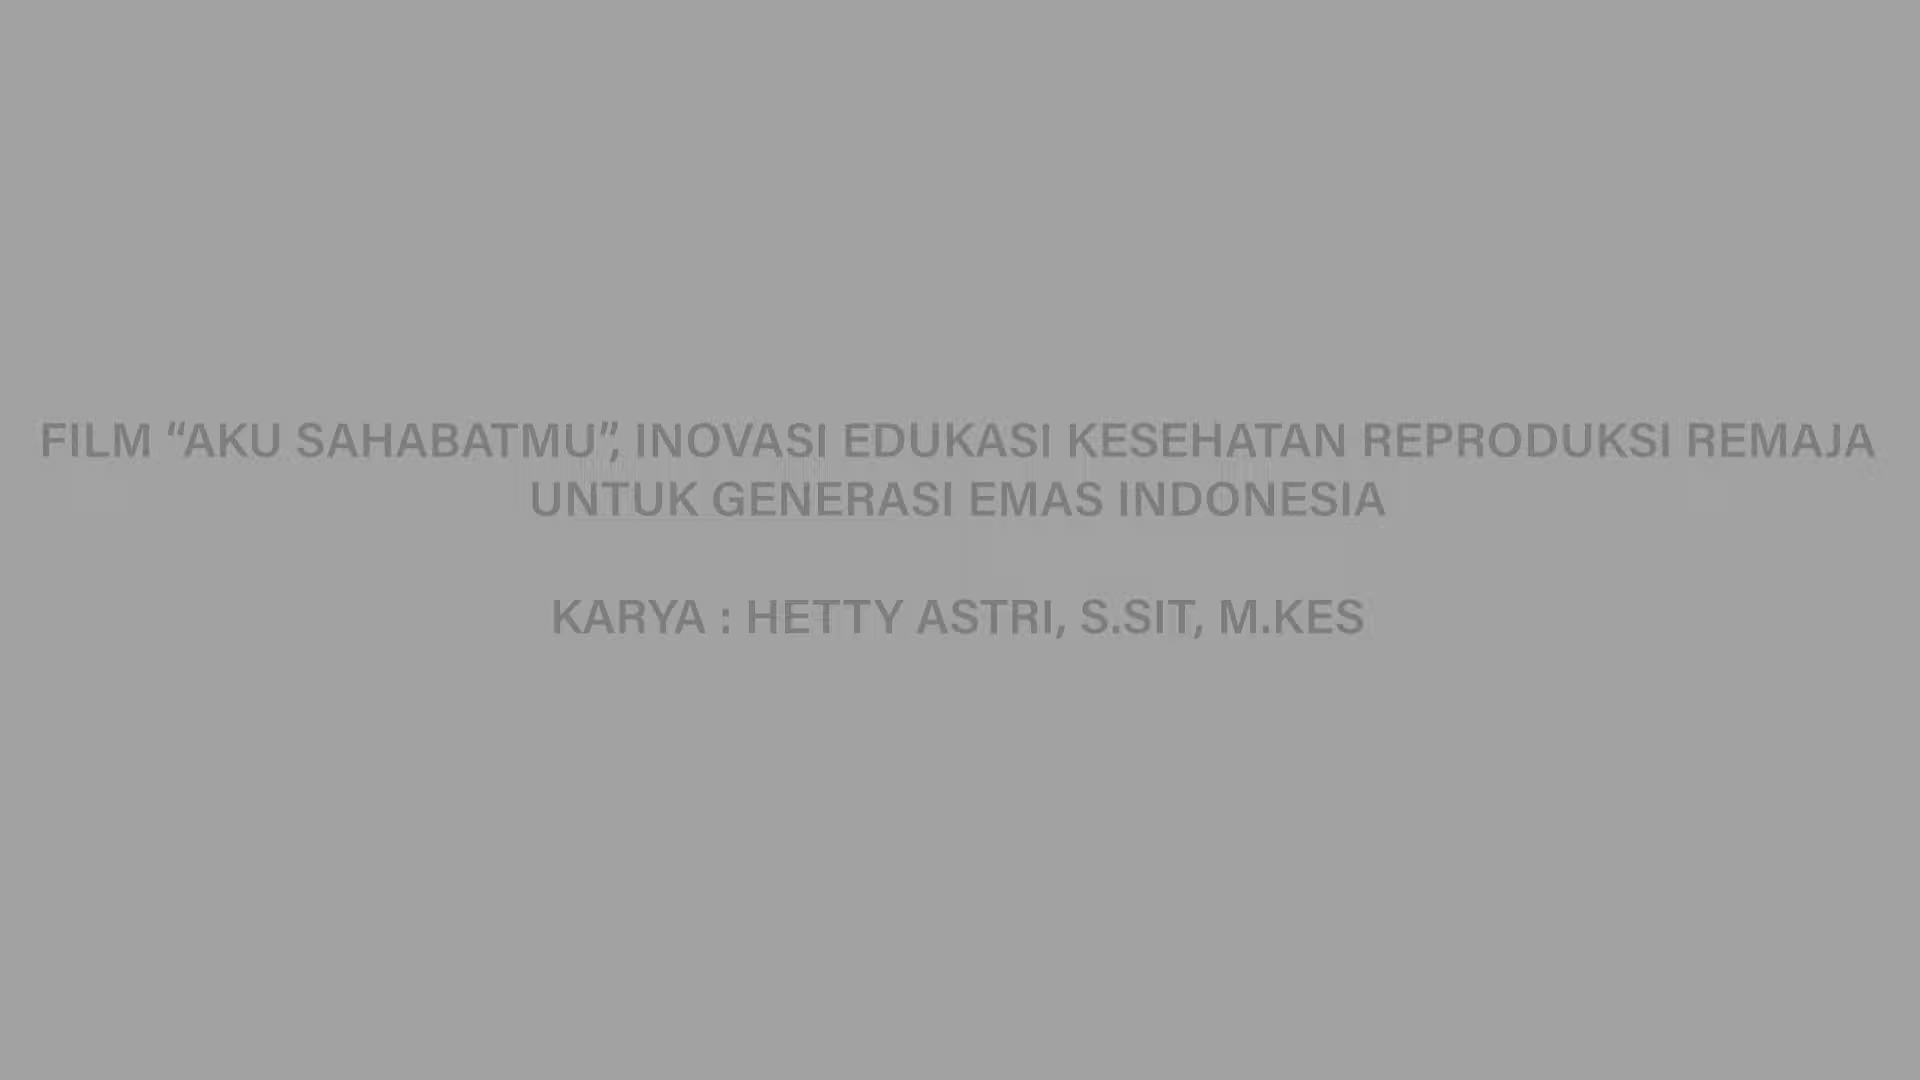 FILM “AKU SAHABATMU”, INOVASI EDUKASI KESEHATAN REPRODUKSI REMAJA
UNTUK GENERASI EMAS INDONESIA
KARYA : HETTY ASTRI, S.SIT, M.KES